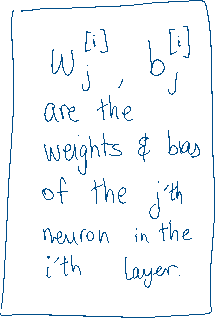 w_j^[i], b_j^[i]
are the
weights & bias
of the j'th
neuron in the
i'th layer.